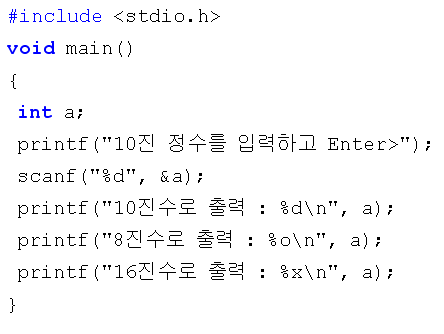 #include <stdio.h>
void main()
{
int a;
printf("10진 정수를 입력하고 Enter>");
scanf("%d", &a);
printf("10진수로 출력 : %d\n", a);
printf("8진수로 출력 : %o\n", a);
printf("16진수로 출력 : %x\n", a);
}